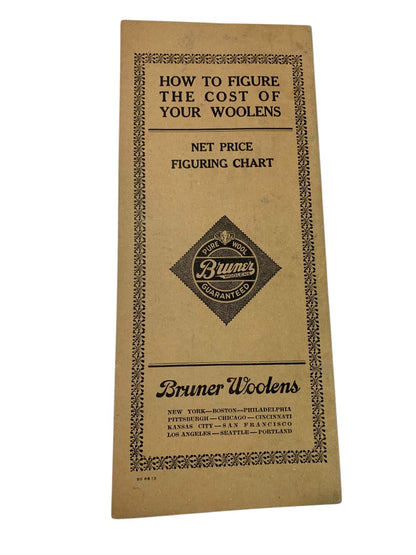 HOW TO FIGURE
THE COST OF
YOUR WOOLENS
NET PRICE
FIGURING CHART
PURE WOOL
Bruner
WOOLENS
GUARANTEED
Bruner Woolens
NEW YORK—BOSTON—PHILADELPHIA
PITTSBURGH—CHICAGO—CINCINNATI
KANSAS CITY—SAN FRANCISCO
LOS ANGELES—SEATTLE—PORTLAND